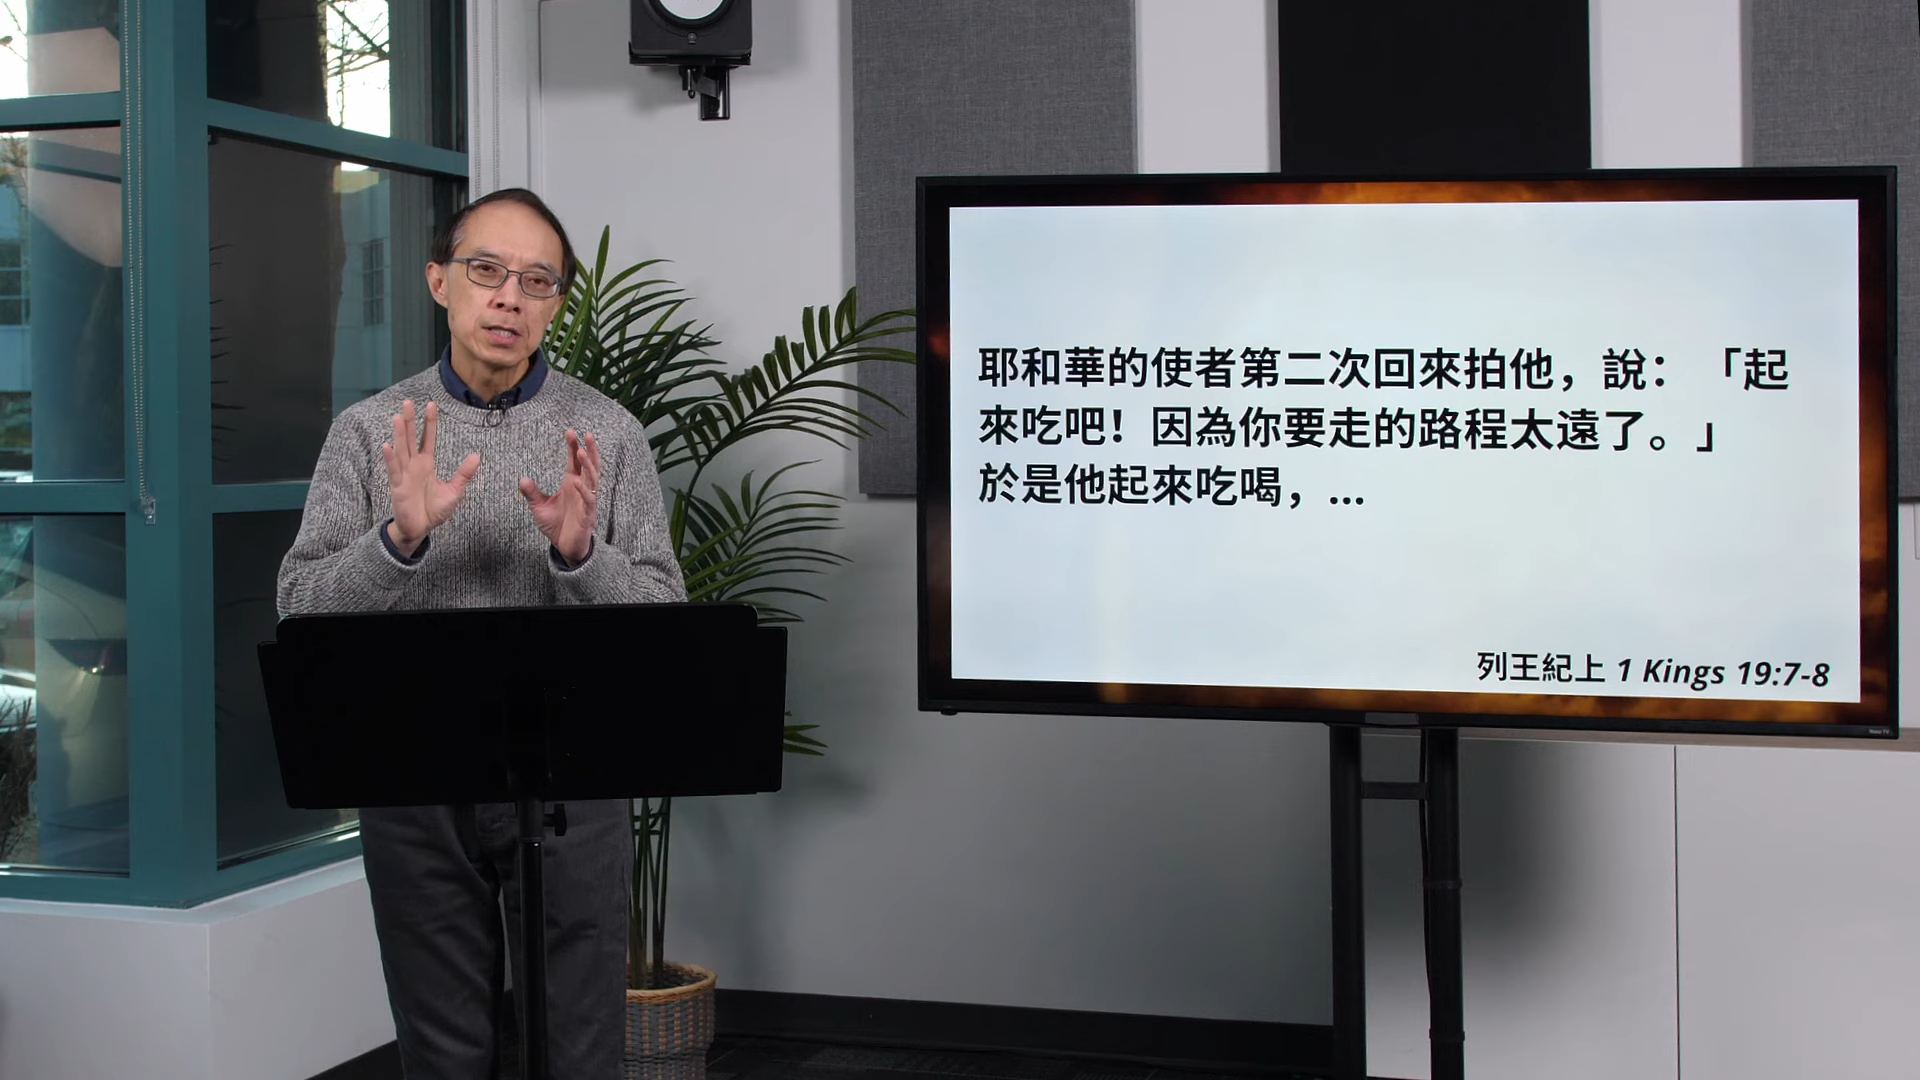 耶和華的使者第二次回來拍他，說：「起
來吃吧！因為你要走的路程太遠了。」
於是他起來吃喝，...
列王紀上 1 Kings 19:7-8